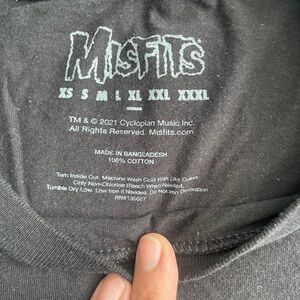 MISFITS
XS S M L XL XXL XXXL
TM & © 2021 Cyclopian Music Inc.
All Rights Reserved. Misfits.com
MADE IN BANGLADESH
100% COTTON
Turn Inside Out, Machine Wash Cold With Like Colors
Only Non-Chlorine Bleach When Needed,
Tumble Dry Low, Low Iron If Needed, Do Not Iron Decoration
RN#136627